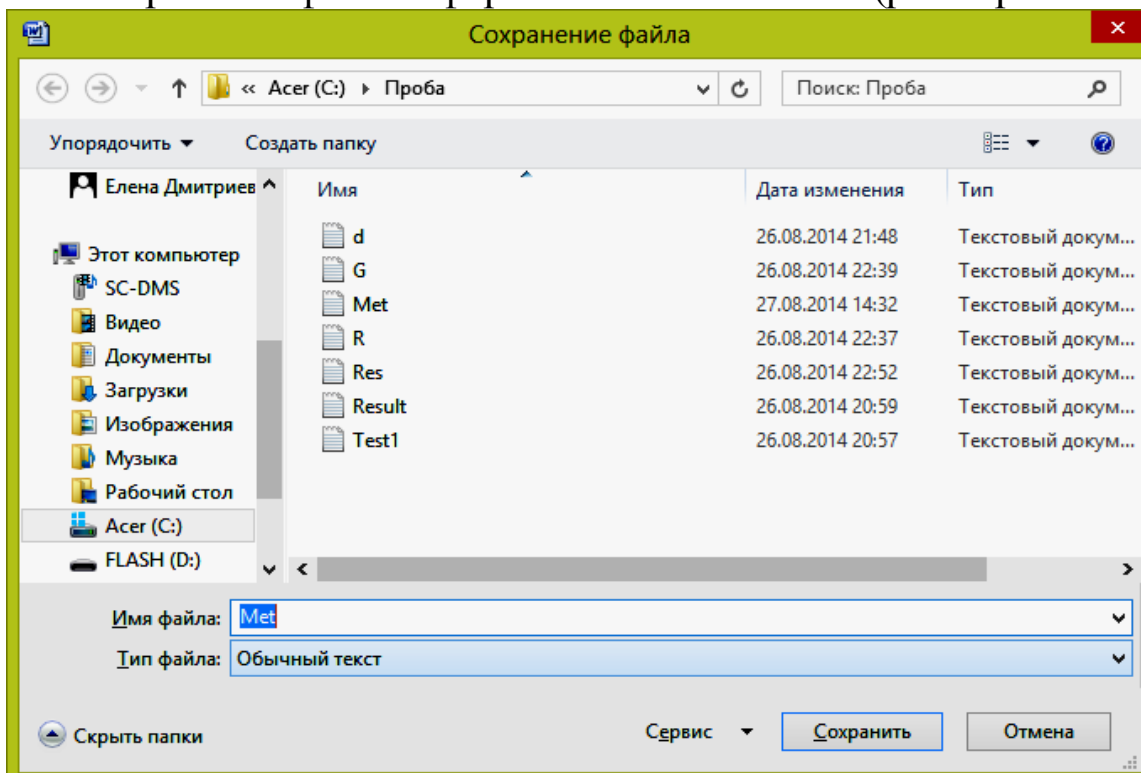 Сохранение файла
« Acer (C:) Проба
Поиск: Проба
Упорядочить Создать папку
Елена Дмитриев
Этот компьютер
SC-DMS
Видео
Документы
Загрузки
Изображения
Музыка
Рабочий стол
Acer (C:)
FLASH (D:)
Имя Дата изменения Тип
d 26.08.2014 21:48 Текстовый докум...
G 26.08.2014 22:39 Текстовый докум...
Met 27.08.2014 14:32 Текстовый докум...
R 26.08.2014 22:37 Текстовый докум...
Res 26.08.2014 22:52 Текстовый докум...
Result 26.08.2014 20:59 Текстовый докум...
Test1 26.08.2014 20:57 Текстовый докум...
Имя файла: Met
Тип файла: Обычный текст
Скрыть папки Сервис Сохранить Отмена